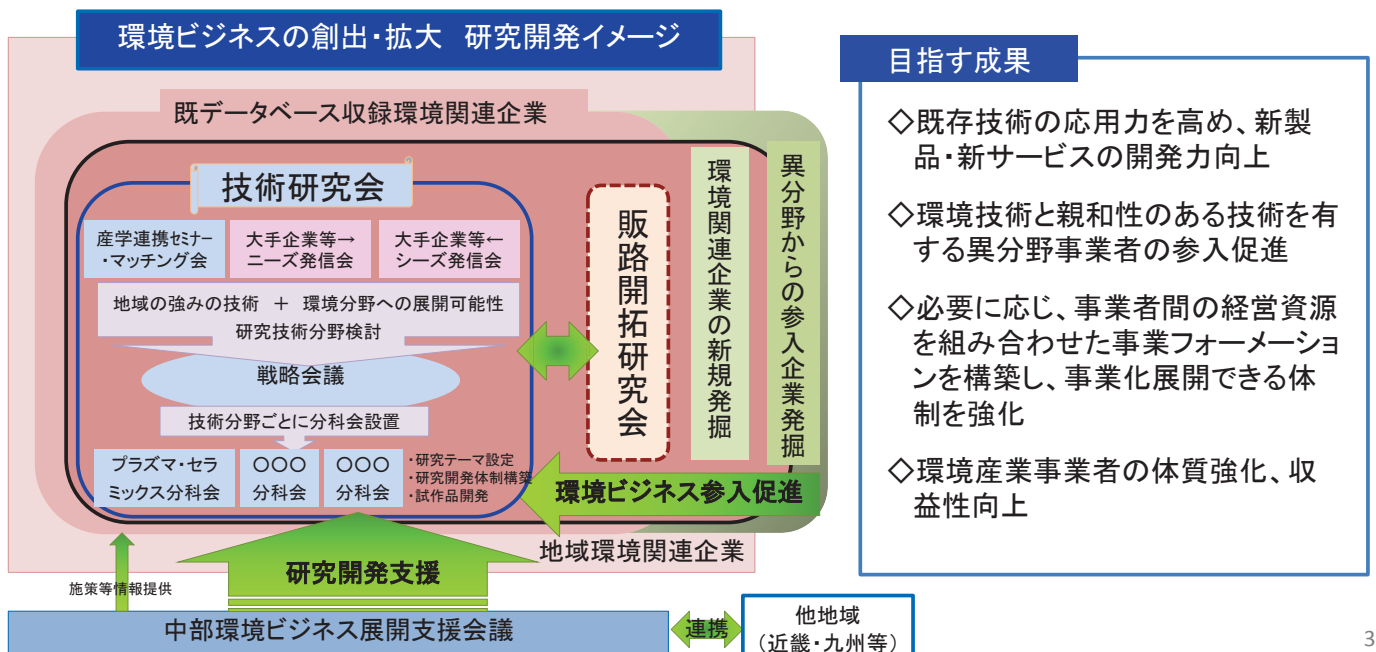 環境ビジネスの創出・拡大 研究開発イメージ
既データベース収録環境関連企業
技術研究会
産学連携セミナー
・マッチング会
大手企業等→
ニーズ発信会
大手企業等←
シーズ発信会
地域の強みの技術 + 環境分野への展開可能性
研究技術分野検討
戦略会議
技術分野ごとに分科会設置
プラズマ・セラ
ミックス分科会
〇〇〇
分科会
〇〇〇
分科会
・研究テーマ設定
・研究開発体制構築
・試作品開発
販路開拓研究会
環境関連企業の新規発掘
異分野からの参入企業発掘
環境ビジネス参入促進
地域環境関連企業
研究開発支援
施策等情報提供
中部環境ビジネス展開支援会議
連携
他地域
(近畿・九州等)
目指す成果
◇既存技術の応用力を高め、新製
品・新サービスの開発力向上
◇環境技術と親和性のある技術を有
する異分野事業者の参入促進
◇必要に応じ、事業者間の経営資源
を組み合わせた事業フォーメーショ
ンを構築し、事業化展開できる体
制を強化
◇環境産業事業者の体質強化、収
益性向上
3